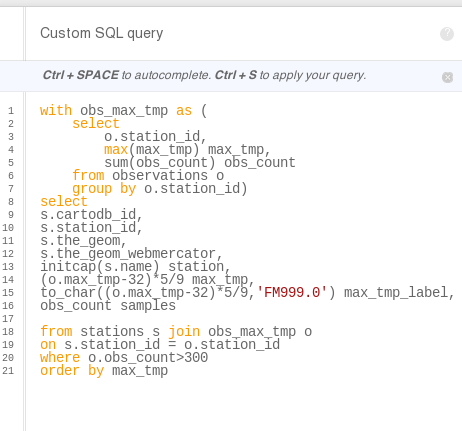 Custom SQL query
?
Ctrl + SPACE to autocomplete. Ctrl + S to apply your query.
1 with obs_max_tmp as (
2 select
3 o.station_id,
4 max(max_tmp) max_tmp,
5 sum(obs_count) obs_count
6 from observations o
7 group by o.station_id)
8 select
9 s.cartodb_id,
10 s.station_id,
11 s.the_geom,
12 s.the_geom_webmercator,
13 initcap(s.name) station,
14 (o.max_tmp-32)*5/9 max_tmp,
15 to_char((o.max_tmp-32)*5/9,'FM999.0') max_tmp_label,
16 obs_count samples
17
18 from stations s join obs_max_tmp o
19 on s.station_id = o.station_id
20 where o.obs_count>300
21 order by max_tmp